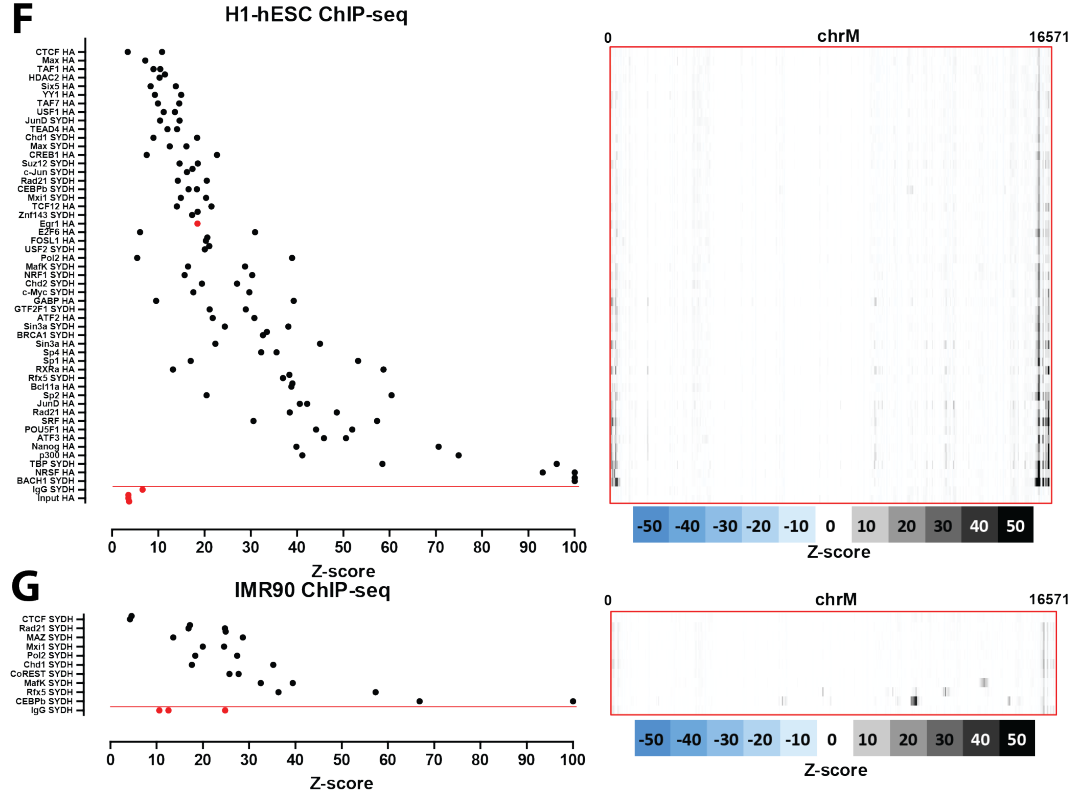 F
H1-hESC ChIP-seq
CTCF HA
Max HA
TAF1 HA
HDAC2 HA
Six5 HA
YY1 HA
TAF7 HA
USF1 HA
JunD SYDH
TEAD4 HA
Chd1 SYDH
Max SYDH
CREB1 HA
Suz12 SYDH
c-Jun SYDH
Rad21 SYDH
CEBPb SYDH
Mxi1 SYDH
TCF12 HA
Znf143 SYDH
Egr1 HA
E2F6 HA
FOSL1 HA
USF2 SYDH
Pol2 HA
MafK SYDH
NRF1 SYDH
Chd2 SYDH
c-Myc SYDH
GABP HA
GTF2F1 SYDH
ATF2 HA
Sin3a SYDH
BRCA1 SYDH
Sin3a HA
Sp4 HA
Sp1 HA
RXRa HA
Rfx5 SYDH
Bcl11a HA
Sp2 HA
JunD HA
Rad21 HA
SRF HA
POU5F1 HA
ATF3 HA
Nanog HA
p300 HA
TBP SYDH
NRSF HA
BACH1 SYDH
IgG SYDH
Input HA
0 10 20 30 40 50 60 70 80 90 100
Z-score
0 chrM 16571
-50 -40 -30 -20 -10 0 10 20 30 40 50
Z-score
G
IMR90 ChIP-seq
CTCF SYDH
Rad21 SYDH
MAZ SYDH
Mxi1 SYDH
Pol2 SYDH
Chd1 SYDH
CoREST SYDH
MafK SYDH
Rfx5 SYDH
CEBPb SYDH
IgG SYDH
0 10 20 30 40 50 60 70 80 90 100
Z-score
0 chrM 16571
-50 -40 -30 -20 -10 0 10 20 30 40 50
Z-score